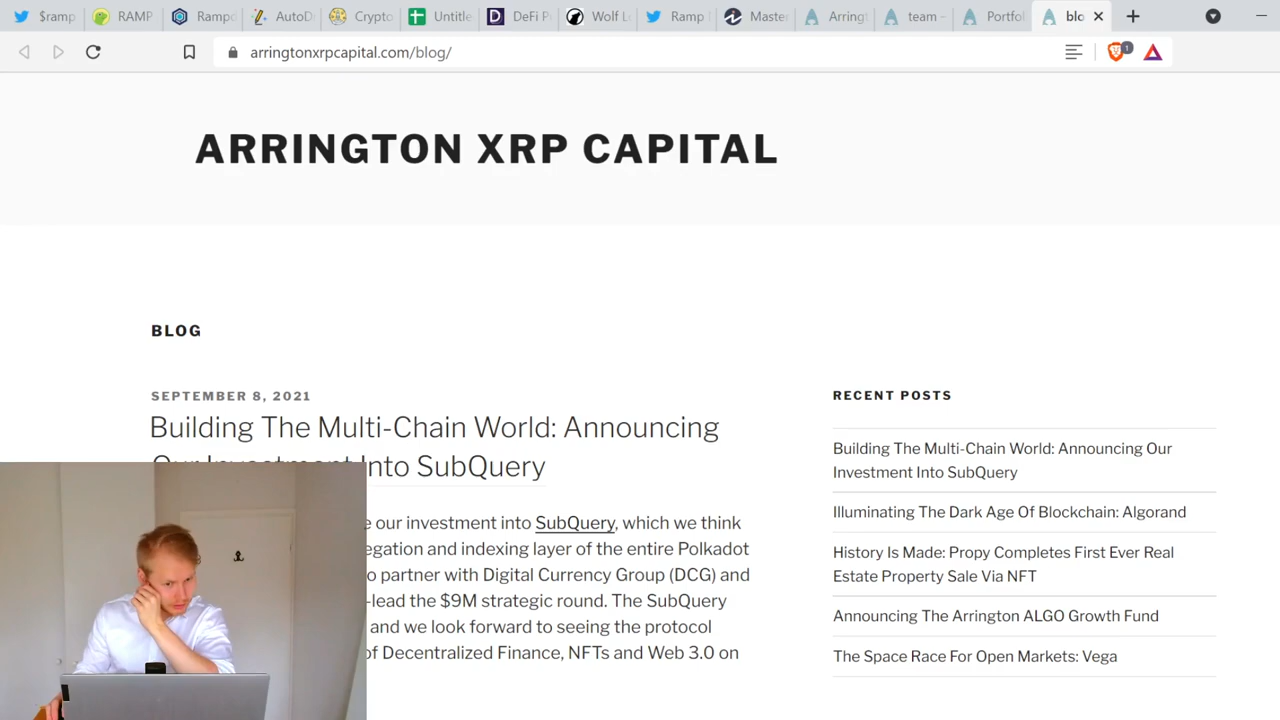 $ramp
RAMP
Rampd
AutoD
Crypto
Untitle
DeFi P
Wolf L
Ramp
Master
Arringt
team -
Portfol
blo
arringtonxrpcapital.com/blog/
1
ARRINGTON XRP CAPITAL
BLOG
SEPTEMBER 8, 2021
Building The Multi-Chain World: Announcing
Our Investment Into SubQuery
e our investment into SubQuery, which we think
egation and indexing layer of the entire Polkadot
o partner with Digital Currency Group (DCG) and
-lead the $9M strategic round. The SubQuery
and we look forward to seeing the protocol
of Decentralized Finance, NFTs and Web 3.0 on
RECENT POSTS
Building The Multi-Chain World: Announcing Our
Investment Into SubQuery
Illuminating The Dark Age Of Blockchain: Algorand
History Is Made: Propy Completes First Ever Real
Estate Property Sale Via NFT
Announcing The Arrington ALGO Growth Fund
The Space Race For Open Markets: Vega